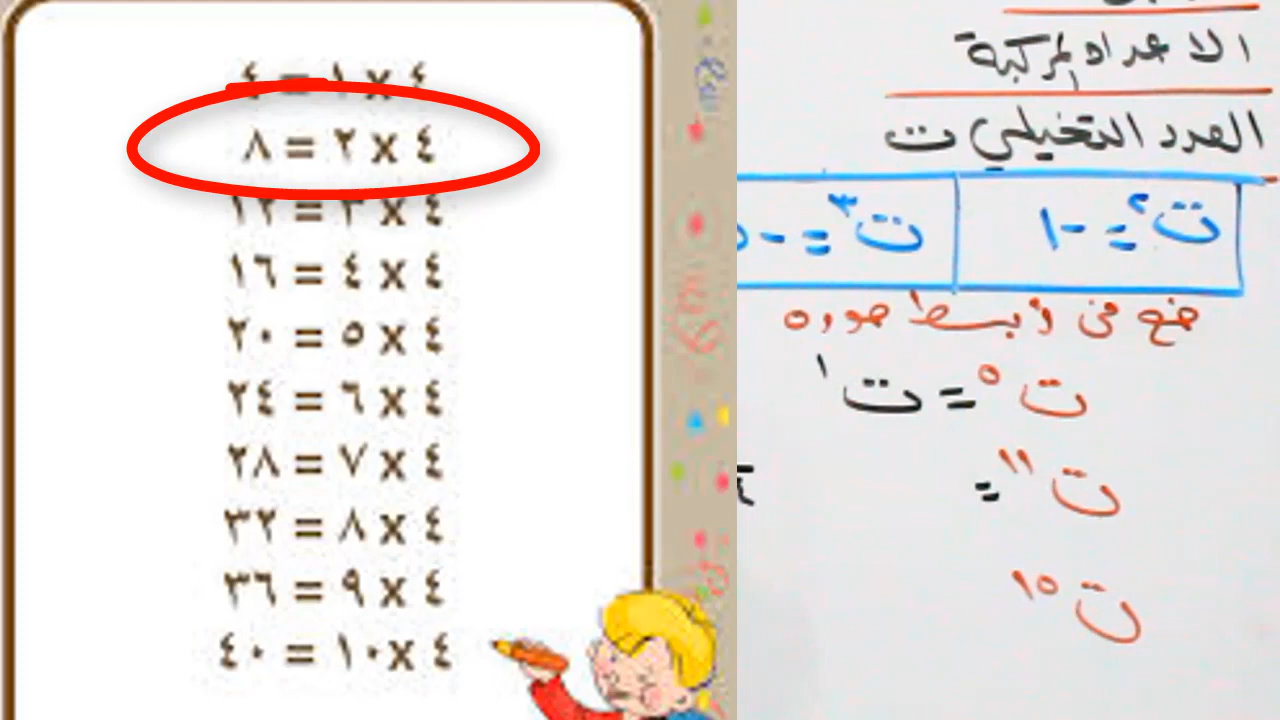 ٤ × ١ = ٤
٤ × ٢ = ٨
٤ × ٣ = ١٢
٤ × ٤ = ١٦
٤ × ٥ = ٢٠
٤ × ٦ = ٢٤
٤ × ٧ = ٢٨
٤ × ٨ = ٣٢
٤ × ٩ = ٣٦
٤ ×١٠ = ٤٠
الاعداد المركبة
العدد التخيلي ت
ت٢ = -١
ت٣ = -
ضع في أبسط صوره
ت٥ = ت١
ت١١ =
ت١٥